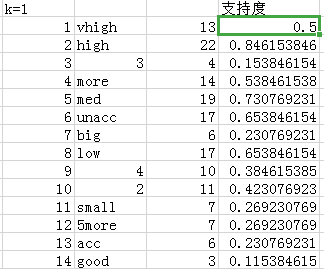 k=1 支持度
1 vhigh 13 0.5
2 high 22 0.846153846
3 3 4 0.153846154
4 more 14 0.538461538
5 med 19 0.730769231
6 unacc 17 0.653846154
7 big 6 0.230769231
8 low 17 0.653846154
9 4 10 0.384615385
10 2 11 0.423076923
11 small 7 0.269230769
12 5more 7 0.269230769
13 acc 6 0.230769231
14 good 3 0.115384615